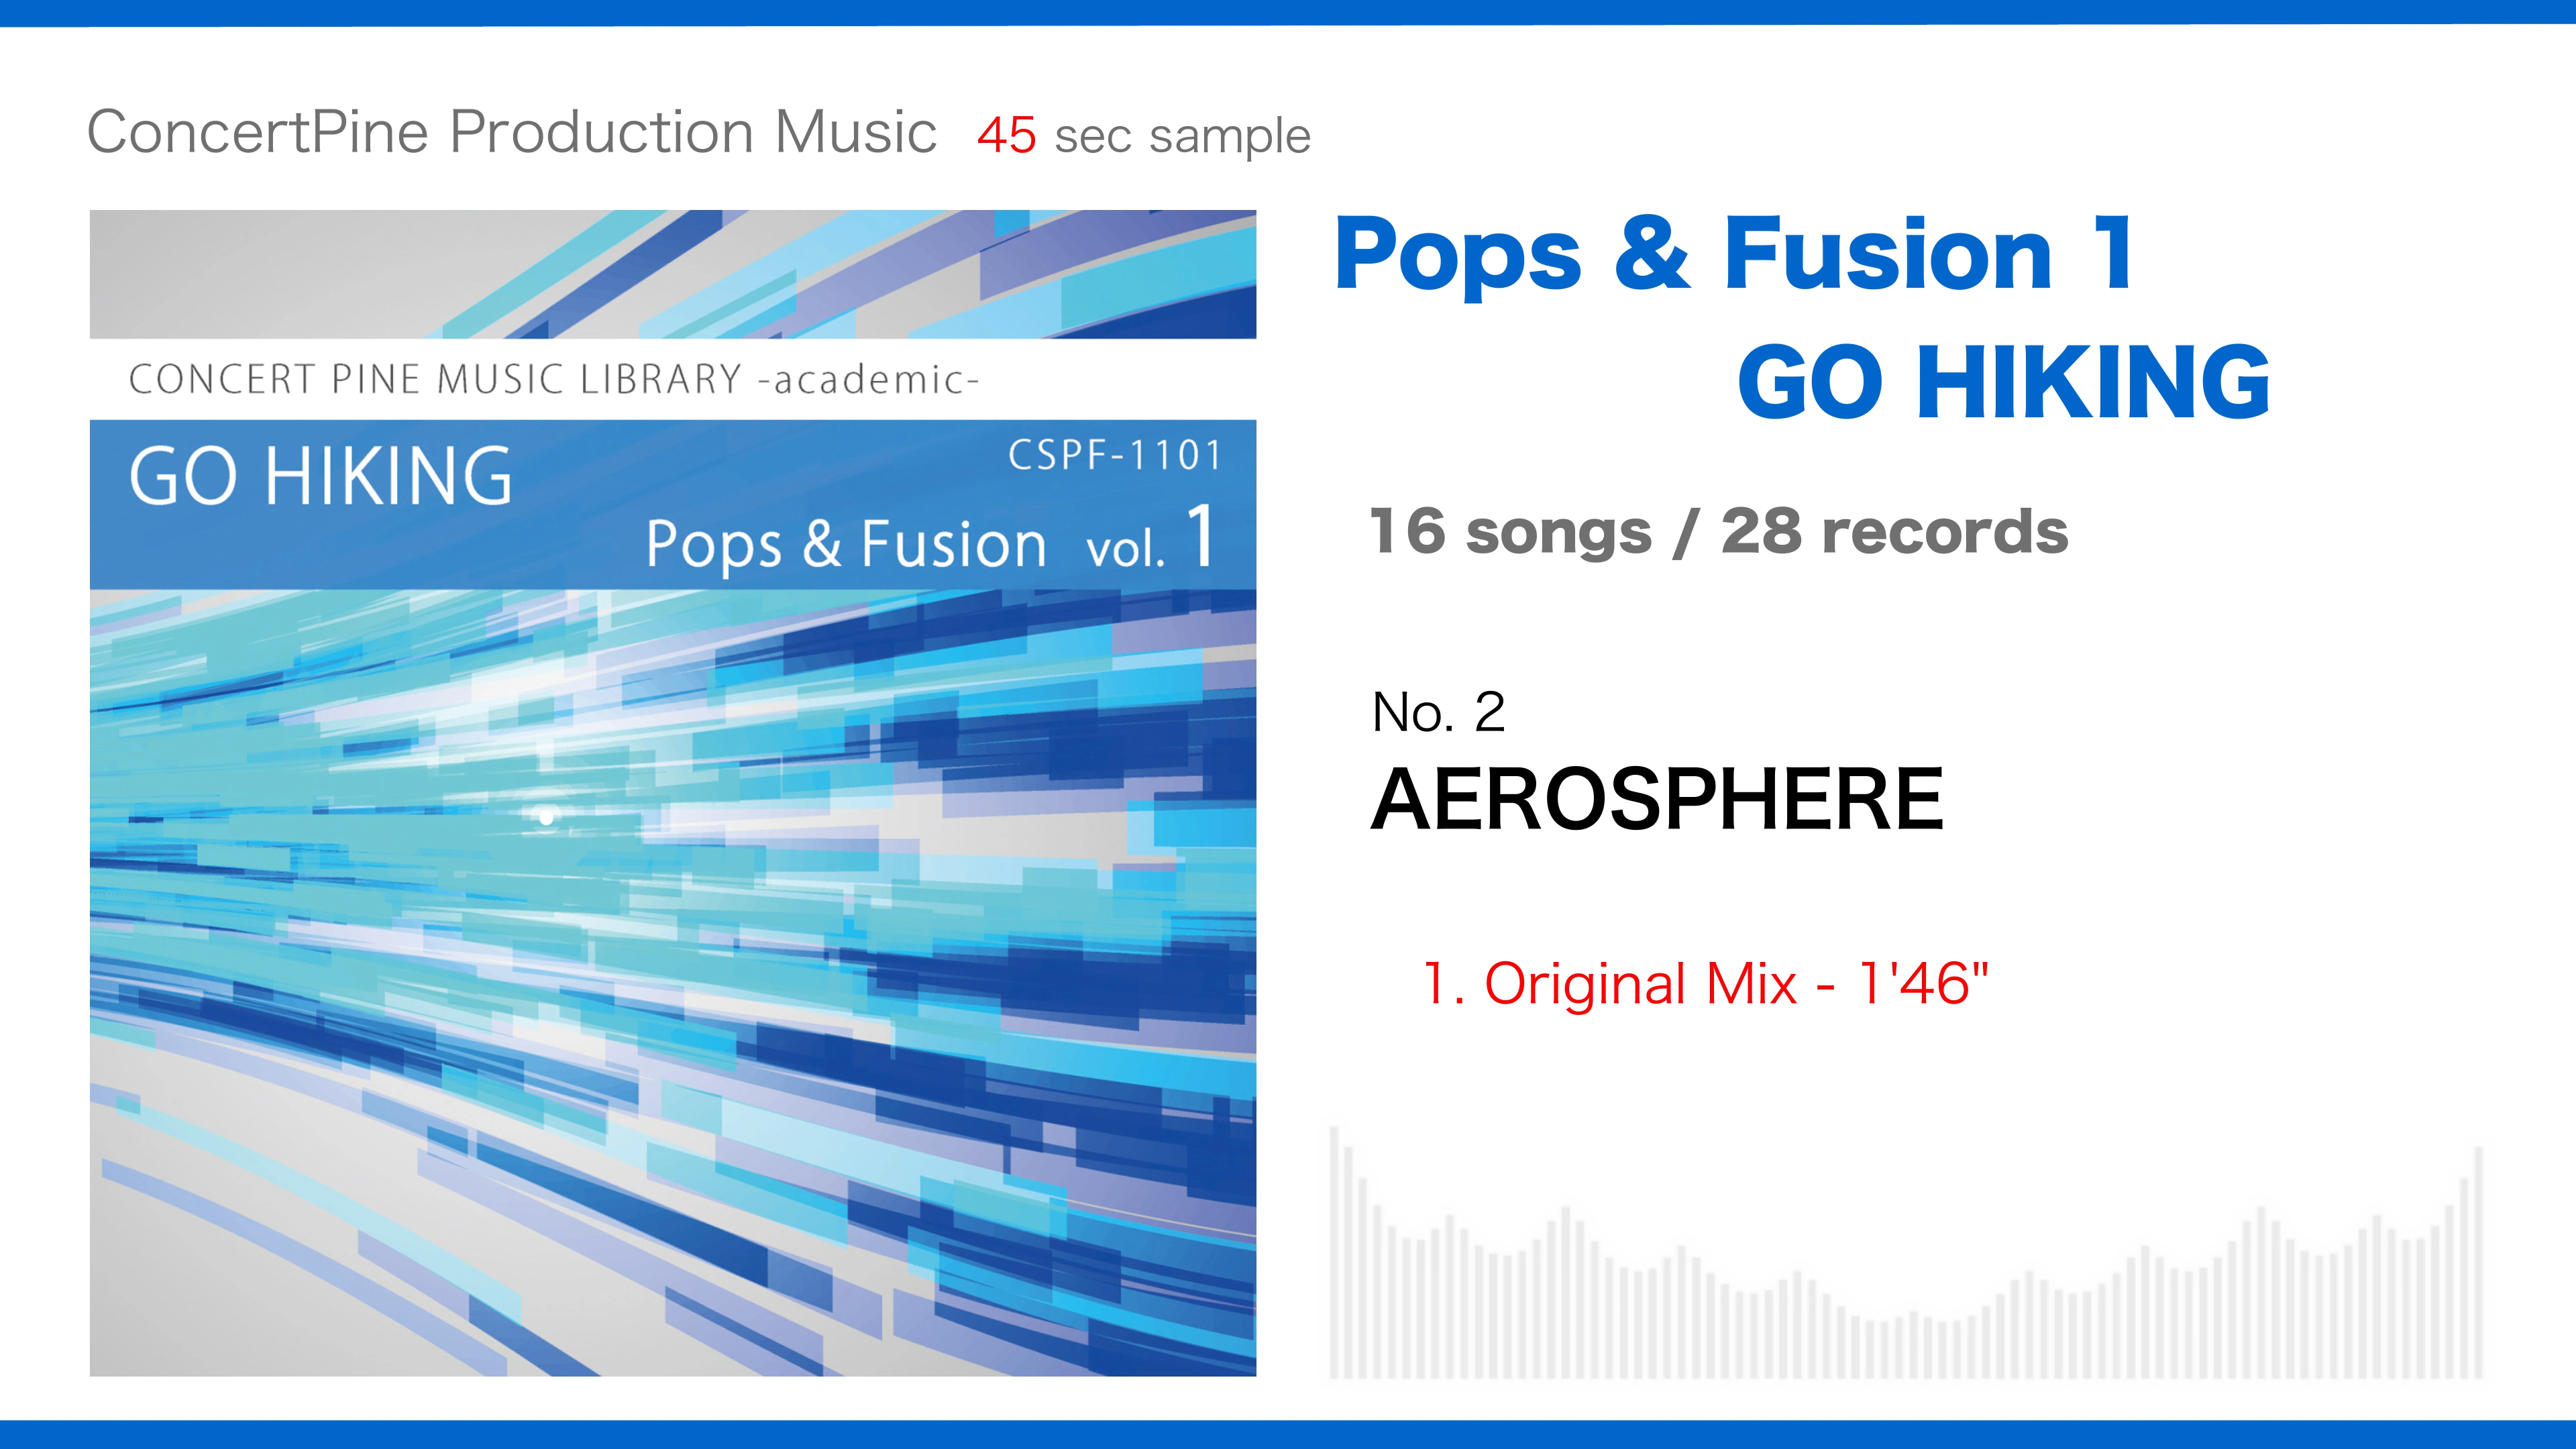 ConcertPine Production Music 45 sec sample
CONCERT PINE MUSIC LIBRARY -academic-
GO HIKING
CSPF-1101
Pops & Fusion vol. 1
Pops & Fusion 1
GO HIKING
16 songs / 28 records
No. 2
AEROSPHERE
1. Original Mix - 1'46"